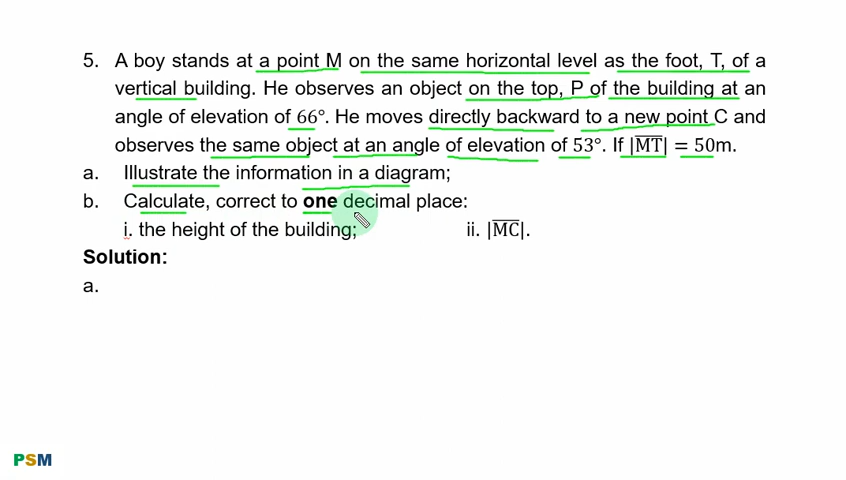 5. A boy stands at a point M on the same horizontal level as the foot, T, of a
vertical building. He observes an object on the top, P of the building at an
angle of elevation of 66°. He moves directly backward to a new point C and
observes the same object at an angle of elevation of 53°. If |M̅T̅| = 50m.
a. Illustrate the information in a diagram;
b. Calculate, correct to one decimal place:
i. the height of the building; ii. |M̅C̅|.
Solution:
a.
PSM